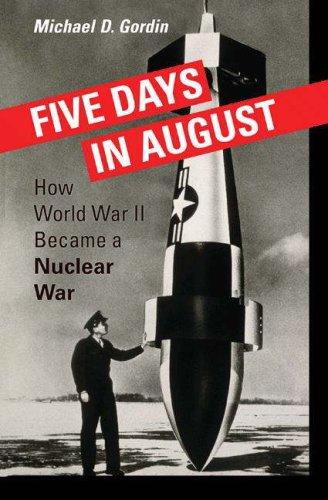 Michael D. Gordin
FIVE DAYS
IN AUGUST
How
World War II
Became a
Nuclear
War